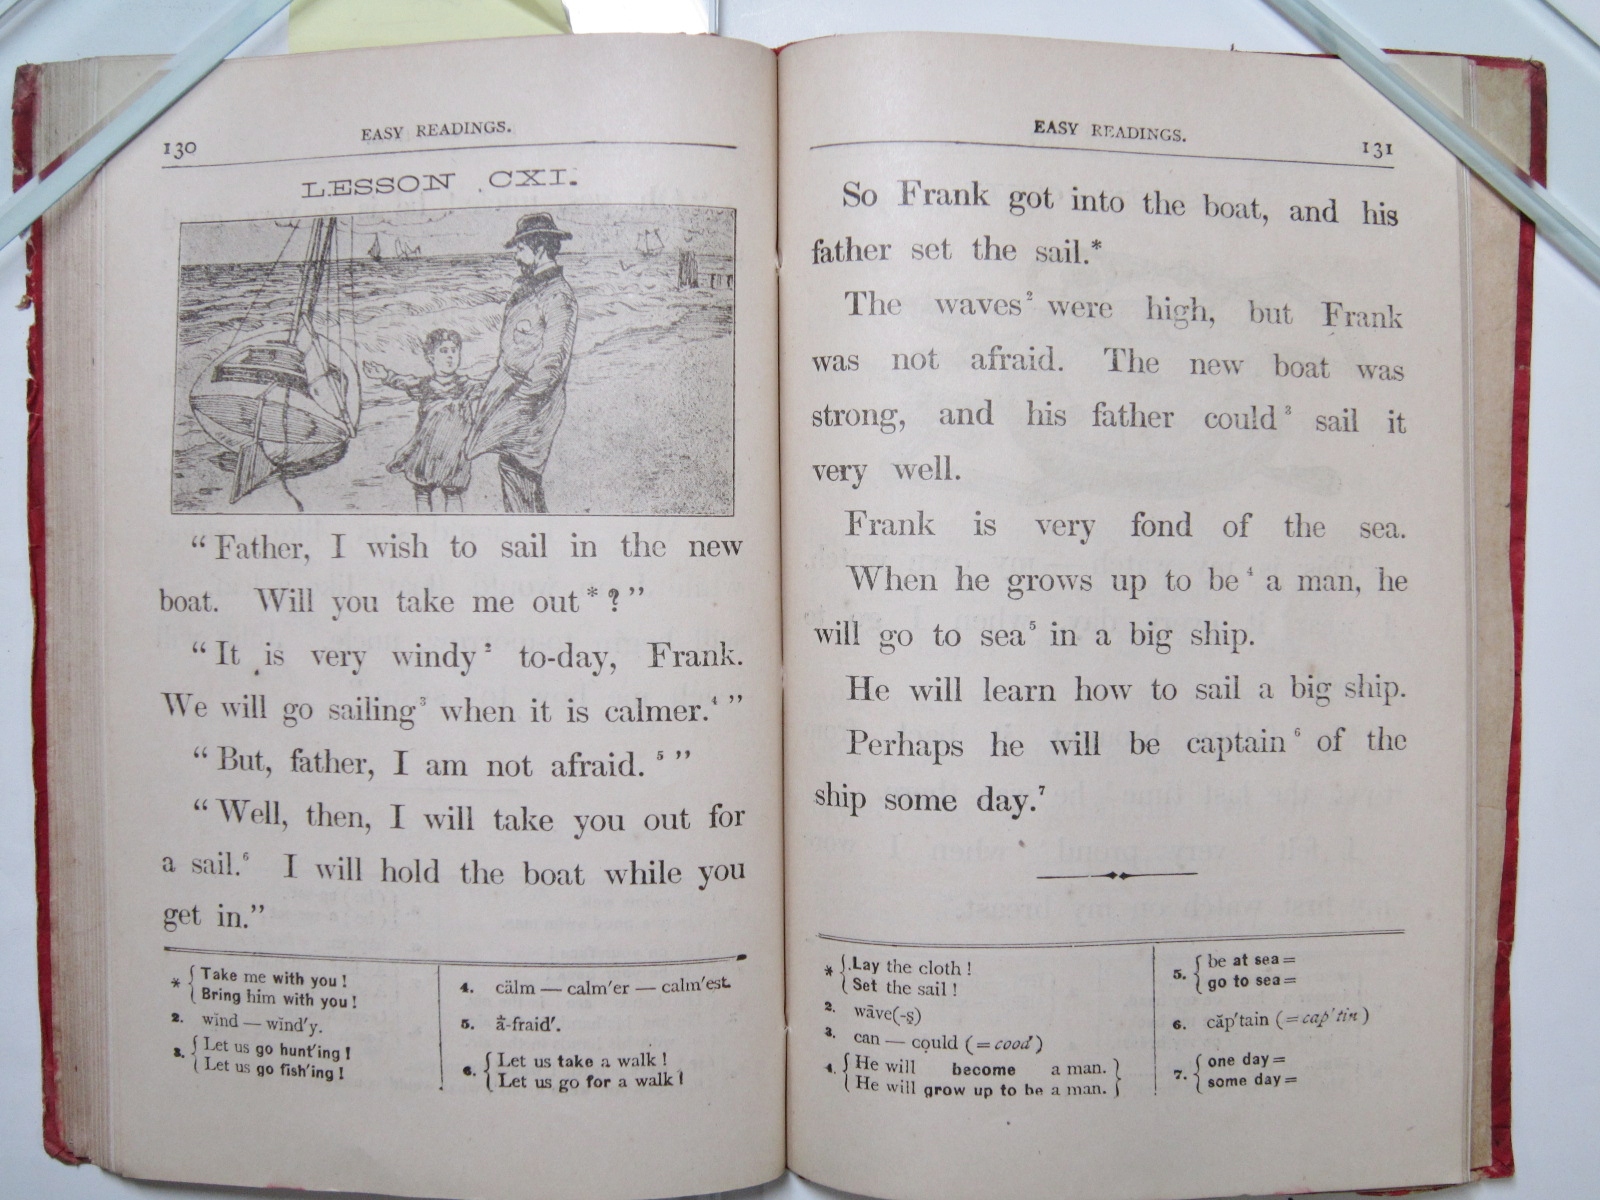 130
EASY READINGS.
LESSON CXI.
“Father, I wish to sail in the new
boat. Will you take me out*?”
“It is very windy² to-day, Frank.
We will go sailing³ when it is calmer.⁴”
“But, father, I am not afraid.⁵”
“Well, then, I will take you out for
a sail.⁶ I will hold the boat while you
get in.”
* { Take me with you!
{ Bring him with you!
2. wĭnd — wĭnd′y.
3. { Let us go hunt′ing!
{ Let us go fish′ing!
4. cälm — calm′er — calm′est.
5. ȧ-fraid′.
6. { Let us take a walk!
{ Let us go for a walk!
EASY READINGS.
131
So Frank got into the boat, and his
father set the sail.*
The waves² were high, but Frank
was not afraid. The new boat was
strong, and his father could³ sail it
very well.
Frank is very fond of the sea.
When he grows up to be⁴ a man, he
will go to sea⁵ in a big ship.
He will learn how to sail a big ship.
Perhaps he will be captain⁶ of the
ship some day.⁷
* { Lay the cloth!
{ Set the sail!
2. wāve(-ş)
3. can — cọuld (=cood)
4. { He will become a man. }
{ He will grow up to be a man. }
5. { be at sea=
{ go to sea=
6. căp′tain (=cap′tin)
7. { one day=
{ some day=